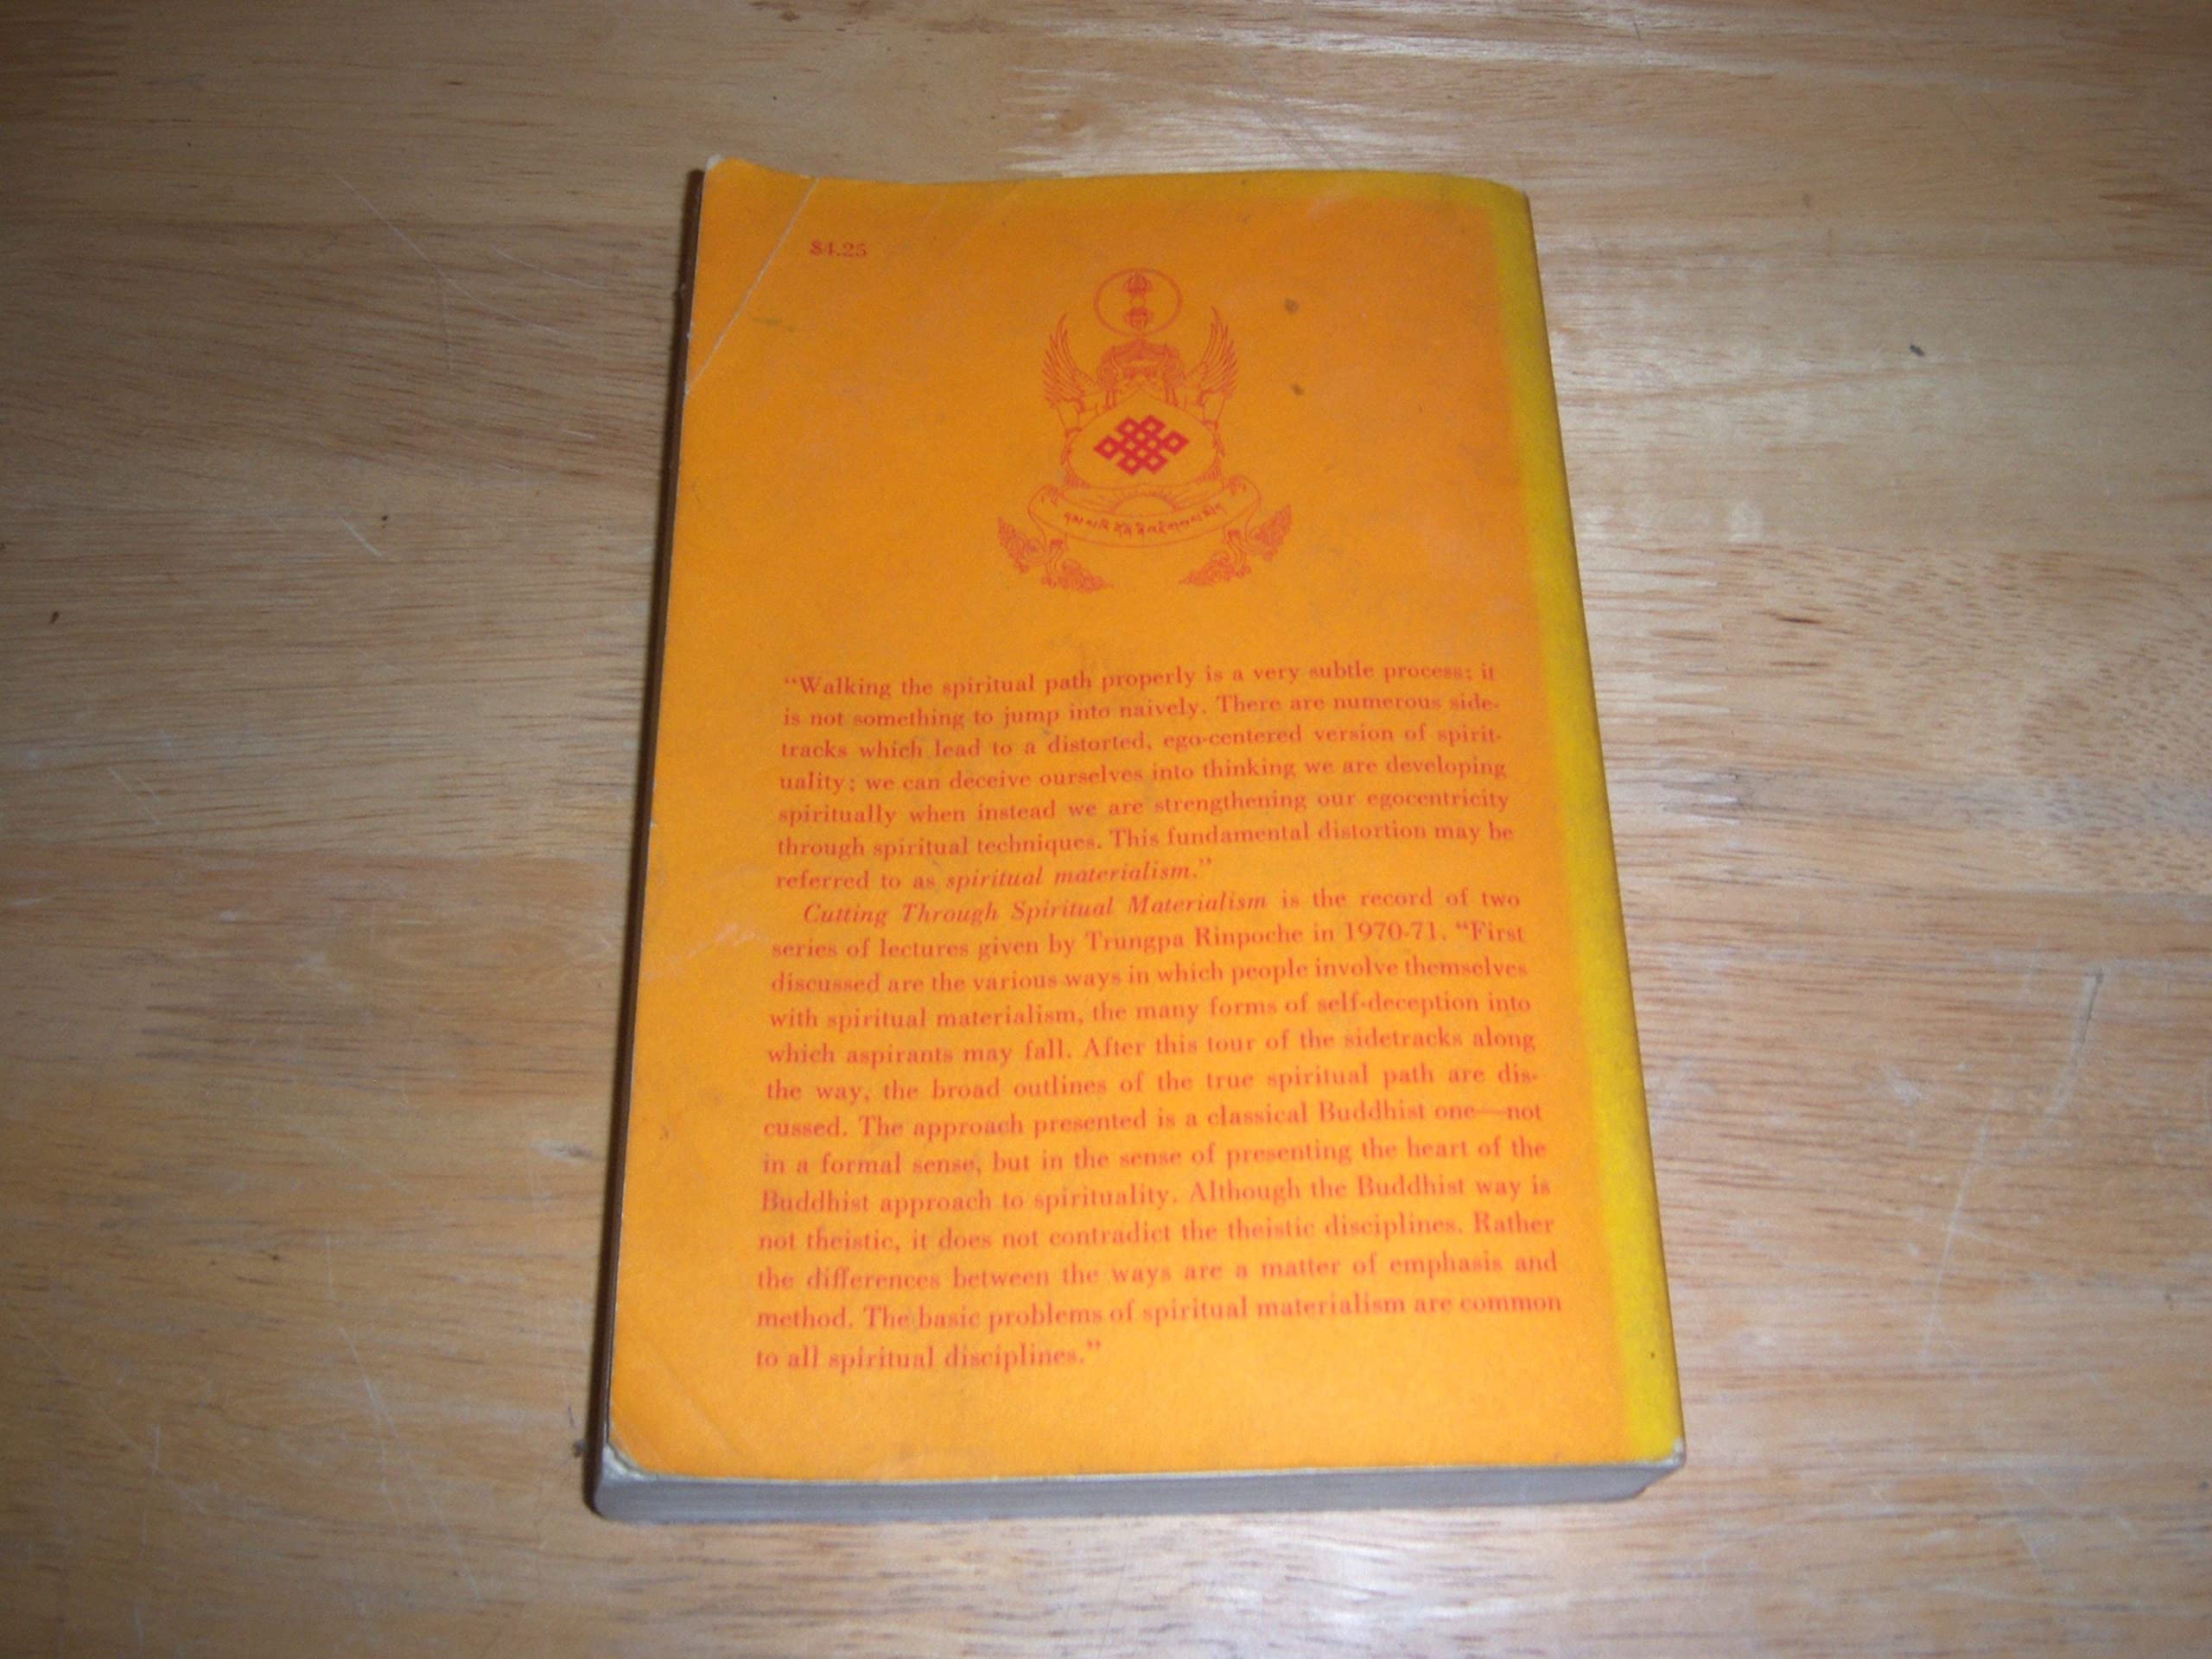 $4.25
“Walking the spiritual path properly is a very subtle process; it
is not something to jump into naively. There are numerous side-
tracks which lead to a distorted, ego-centered version of spirit-
uality; we can deceive ourselves into thinking we are developing
spiritually when instead we are strengthening our egocentricity
through spiritual techniques. This fundamental distortion may be
referred to as spiritual materialism.”
Cutting Through Spiritual Materialism is the record of two
series of lectures given by Trungpa Rinpoche in 1970-71. “First
discussed are the various ways in which people involve themselves
with spiritual materialism, the many forms of self-deception into
which aspirants may fall. After this tour of the sidetracks along
the way, the broad outlines of the true spiritual path are dis-
cussed. The approach presented is a classical Buddhist one—not
in a formal sense, but in the sense of presenting the heart of the
Buddhist approach to spirituality. Although the Buddhist way is
not theistic, it does not contradict the theistic disciplines. Rather
the differences between the ways are a matter of emphasis and
method. The basic problems of spiritual materialism are common
to all spiritual disciplines.”